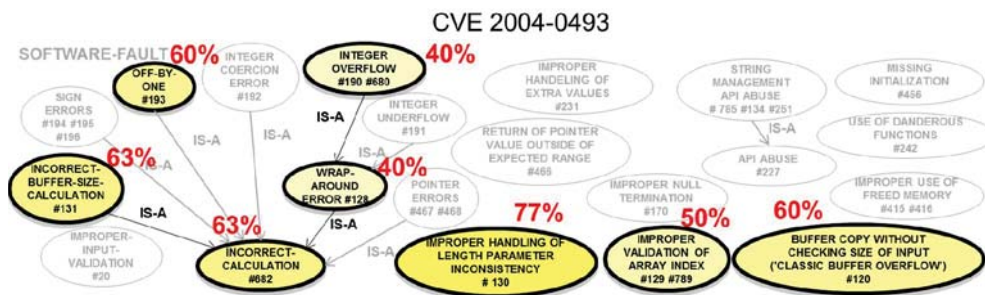 CVE 2004-0493
SOFTWARE-FAULT
60%
OFF-BY-
ONE
#193
INTEGER
COERCION
ERROR
#192
INTEGER
OVERFLOW
#190 #680
40%
IMPROPER
HANDELING OF
EXTRA VALUES
#231
STRING
MANAGEMENT
API ABUSE
# 785 #134 #251
MISSING
INITIALIZATION
#456
SIGN
ERRORS
#194 #195
#196
IS-A
IS-A
IS-A
IS-A
INTEGER
UNDERFLOW
#191
IS-A
RETURN OF POINTER
VALUE OUTSIDE OF
EXPECTED RANGE
#466
IS-A
API ABUSE
#227
USE OF DANDEROUS
FUNCTIONS
#242
63%
INCORRECT-
BUFFER-SIZE-
CALCULATION
#131
IS-A
40%
WRAP-
AROUND
ERROR #128
IS-A
POINTER
ERRORS
#467 #468
IS-A
IMPROPER NULL
TERMINATION
#170
IMPROPER USE OF
FREED MEMORY
#415 #416
IMPROPER-
INPUT-
VALIDATION
#20
63%
INCORRECT-
CALCULATION
#682
77%
IMPROPER HANDLING OF
LENGTH PARAMETER
INCONSISTENCY
# 130
50%
IMPROPER
VALIDATION OF
ARRAY INDEX
#129 #789
60%
BUFFER COPY WITHOUT
CHECKING SIZE OF INPUT
('CLASSIC BUFFER OVERFLOW')
#120